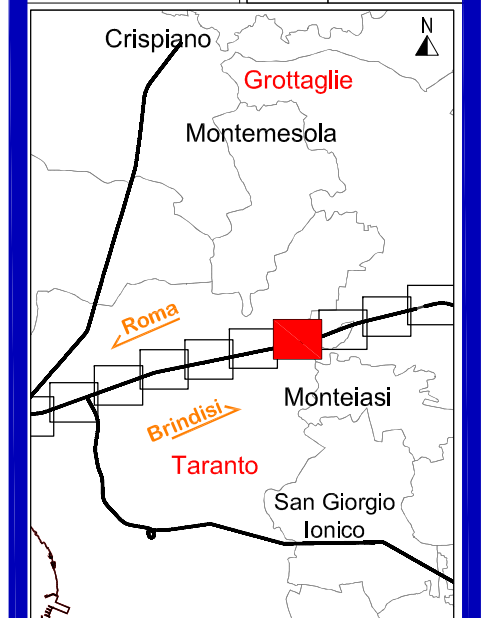 Crispiano
N
Grottaglie
Montemesola
Roma
Monteiasi
Brindisi
Taranto
San Giorgio
Ionico